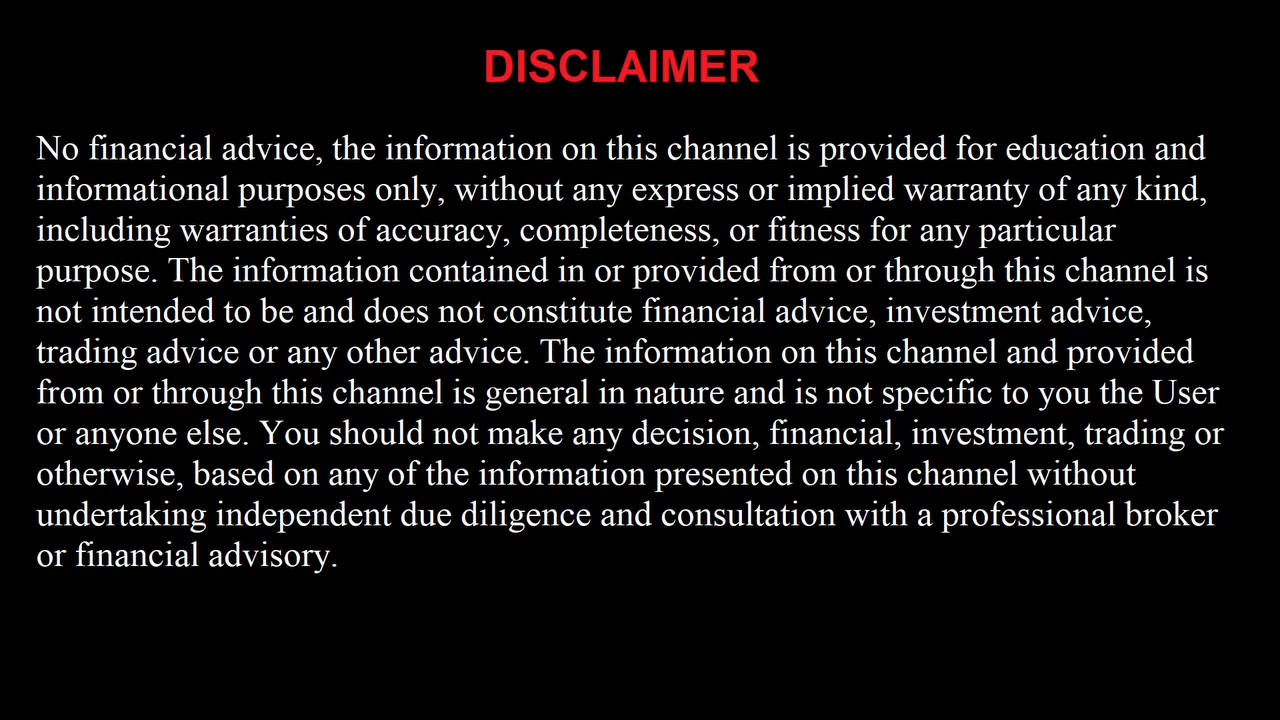 DISCLAIMER
No financial advice, the information on this channel is provided for education and
informational purposes only, without any express or implied warranty of any kind,
including warranties of accuracy, completeness, or fitness for any particular
purpose. The information contained in or provided from or through this channel is
not intended to be and does not constitute financial advice, investment advice,
trading advice or any other advice. The information on this channel and provided
from or through this channel is general in nature and is not specific to you the User
or anyone else. You should not make any decision, financial, investment, trading or
otherwise, based on any of the information presented on this channel without
undertaking independent due diligence and consultation with a professional broker
or financial advisory.